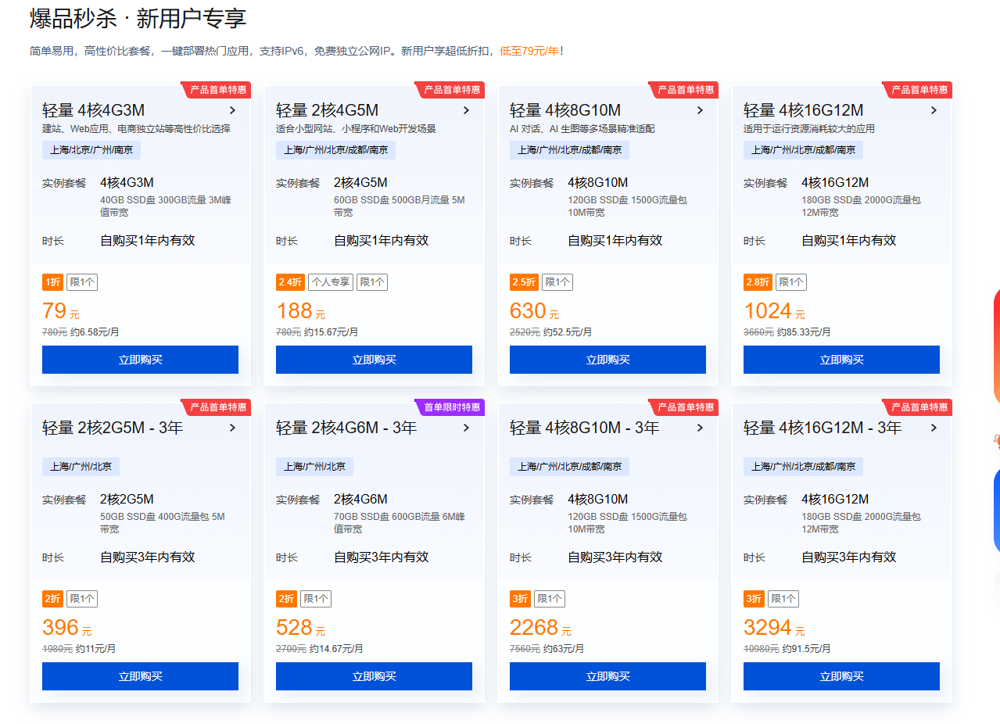 爆品秒杀 · 新用户专享
简单易用，高性价比套餐，一键部署热门应用，支持IPv6，免费独立公网IP。新用户享超低折扣，低至79元/年！
产品首单特惠
轻量 4核4G3M
建站、Web应用、电商独立站等高性价比选择
上海/北京/广州/南京
实例套餐 4核4G3M
40GB SSD盘 300GB流量 3M峰
值带宽
时长 自购买1年内有效
1折 限1个
79 元
780元 约6.58元/月
立即购买
产品首单特惠
轻量 2核4G5M
适合小型网站、小程序和Web开发场景
上海/广州/北京/成都/南京
实例套餐 2核4G5M
60GB SSD盘 500GB月流量 5M
带宽
时长 自购买1年内有效
2.4折 个人专享 限1个
188 元
780元 约15.67元/月
立即购买
产品首单特惠
轻量 4核8G10M
AI 对话、AI 生图等多场景精准适配
上海/广州/北京/成都/南京
实例套餐 4核8G10M
120GB SSD盘 1500G流量包
10M带宽
时长 自购买1年内有效
2.5折 限1个
630 元
2520元 约52.5元/月
立即购买
产品首单特惠
轻量 4核16G12M
适用于运行资源消耗较大的应用
上海/广州/北京/成都/南京
实例套餐 4核16G12M
180GB SSD盘 2000G流量包
12M带宽
时长 自购买1年内有效
2.8折 限1个
1024 元
3660元 约85.33元/月
立即购买
产品首单特惠
轻量 2核2G5M - 3年
上海/广州/北京
实例套餐 2核2G5M
50GB SSD盘 400G流量包 5M
带宽
时长 自购买3年内有效
2折 限1个
396 元
1980元 约11元/月
立即购买
首单限时特惠
轻量 2核4G6M - 3年
上海/广州/北京
实例套餐 2核4G6M
70GB SSD盘 600GB流量 6M峰
值带宽
时长 自购买3年内有效
2折 限1个
528 元
2700元 约14.67元/月
立即购买
产品首单特惠
轻量 4核8G10M - 3年
上海/广州/北京/成都/南京
实例套餐 4核8G10M
120GB SSD盘 1500G流量包
10M带宽
时长 自购买3年内有效
3折 限1个
2268 元
7560元 约63元/月
立即购买
产品首单特惠
轻量 4核16G12M - 3年
上海/广州/北京/成都/南京
实例套餐 4核16G12M
180GB SSD盘 2000G流量包
12M带宽
时长 自购买3年内有效
3折 限1个
3294 元
10980元 约91.5元/月
立即购买